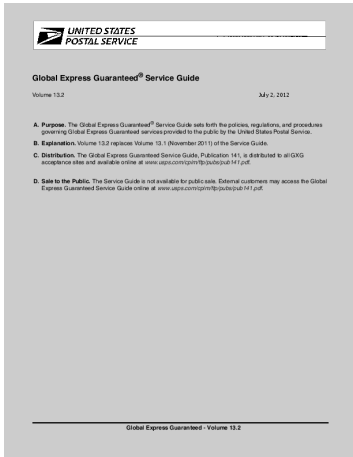 UNITED STATES
POSTAL SERVICE
Global Express Guaranteed® Service Guide
Volume 13.2 July 2, 2012
A. Purpose. The Global Express Guaranteed® Service Guide sets forth the policies, regulations, and procedures
governing Global Express Guaranteed services provided to the public by the United States Postal Service.
B. Explanation. Volume 13.2 replaces Volume 13.1 (November 2011) of the Service Guide.
C. Distribution. The Global Express Guaranteed Service Guide, Publication 141, is distributed to all GXG
acceptance sites and available online at www.usps.com/cpim/ftp/pubs/pub141.pdf.
D. Sale to the Public. The Service Guide is not available for public sale. External customers may access the Global
Express Guaranteed Service Guide online at www.usps.com/cpim/ftp/pubs/pub141.pdf.
Global Express Guaranteed - Volume 13.2